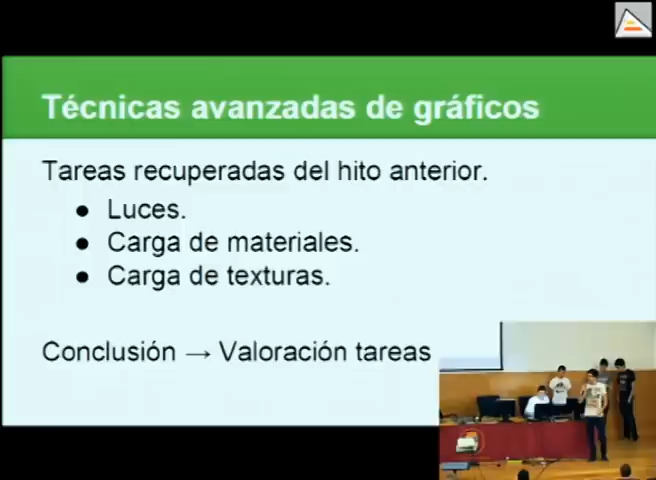 Técnicas avanzadas de gráficos
Tareas recuperadas del hito anterior.
● Luces.
● Carga de materiales.
● Carga de texturas.
Conclusión → Valoración tareas